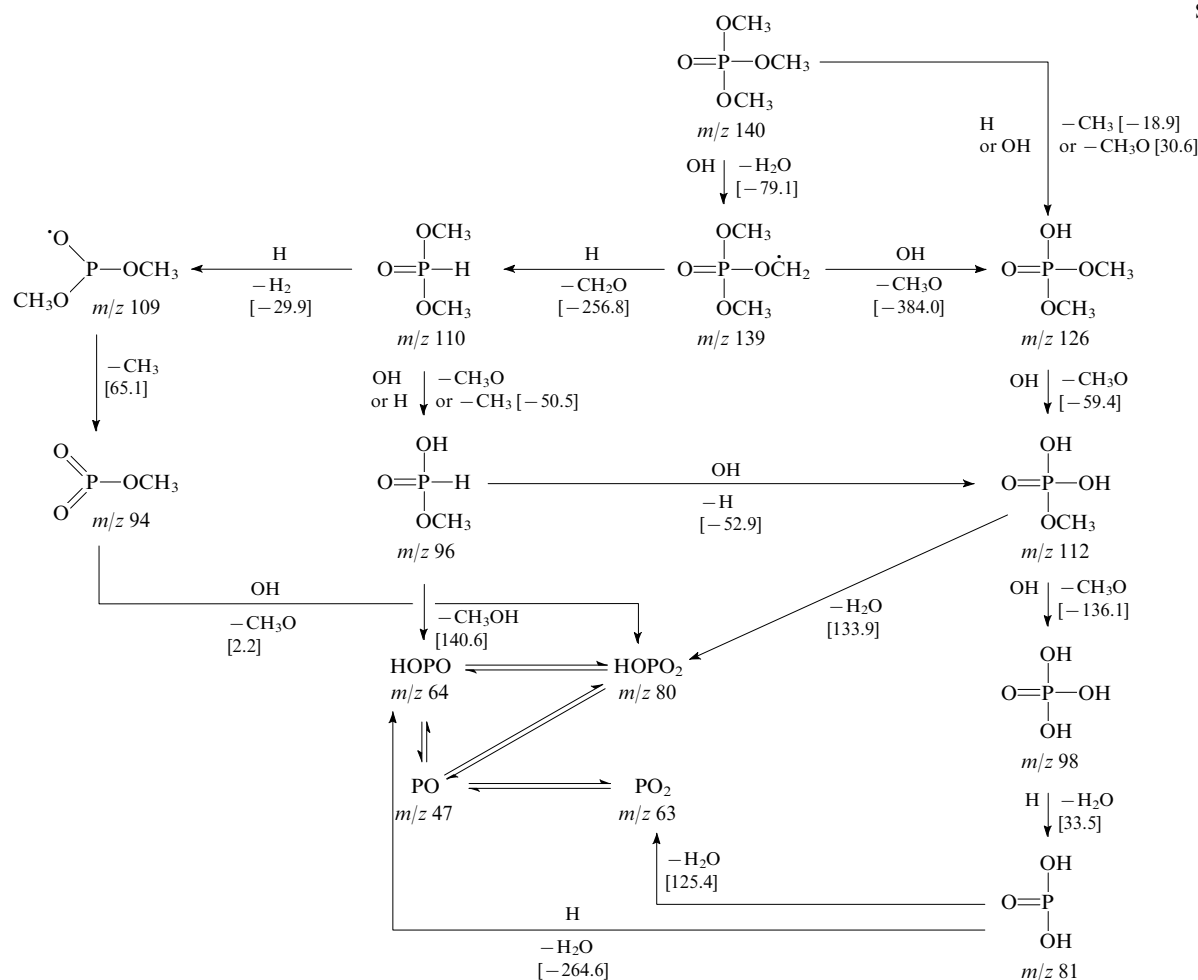 S
OCH3
O=P–OCH3
OCH3
m/z 140
H
or OH
−CH3 [−18.9]
or −CH3O [30.6]
OH
−H2O
[−79.1]
·O
P–OCH3
CH3O
m/z 109
H
−H2
[−29.9]
OCH3
O=P–H
OCH3
m/z 110
H
−CH2O
[−256.8]
OCH3
O=P–OĊH2
OCH3
m/z 139
OH
−CH3O
[−384.0]
OH
O=P–OCH3
OCH3
m/z 126
−CH3
[65.1]
OH
or H
−CH3O
or −CH3 [−50.5]
OH
−CH3O
[−59.4]
O
P–OCH3
O
m/z 94
OH
O=P–H
OCH3
m/z 96
OH
−H
[−52.9]
OH
O=P–OH
OCH3
m/z 112
OH
−CH3O
[2.2]
−CH3OH
[140.6]
−H2O
[133.9]
OH
−CH3O
[−136.1]
HOPO
m/z 64
HOPO2
m/z 80
OH
O=P–OH
OH
m/z 98
PO
m/z 47
PO2
m/z 63
H
−H2O
[33.5]
−H2O
[125.4]
H
−H2O
[−264.6]
OH
O=P
OH
m/z 81